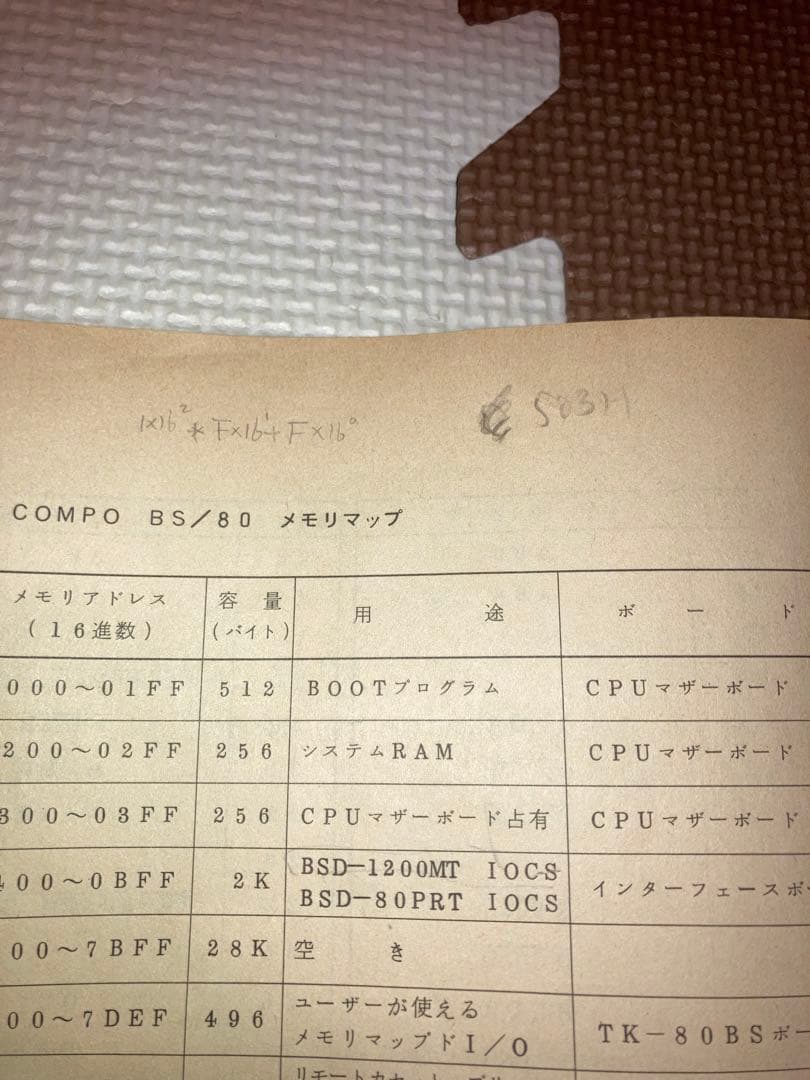 1×16² + F×16¹+ F×16⁰
COMPO BS/80 メモリマップ
メモリアドレス 容量 用途 ボード
(16進数) (バイト)
000~01FF 512 BOOTプログラム CPUマザーボード
200~02FF 256 システムRAM CPUマザーボード
300~03FF 256 CPUマザーボード占有 CPUマザーボード
400~0BFF 2K BSD-1200MT IOCS インターフェースボ
BSD-80PRT IOCS
00~7BFF 28K 空き
00~7DEF 496 ユーザーが使える TK-80BSボー
メモリマップドI/O